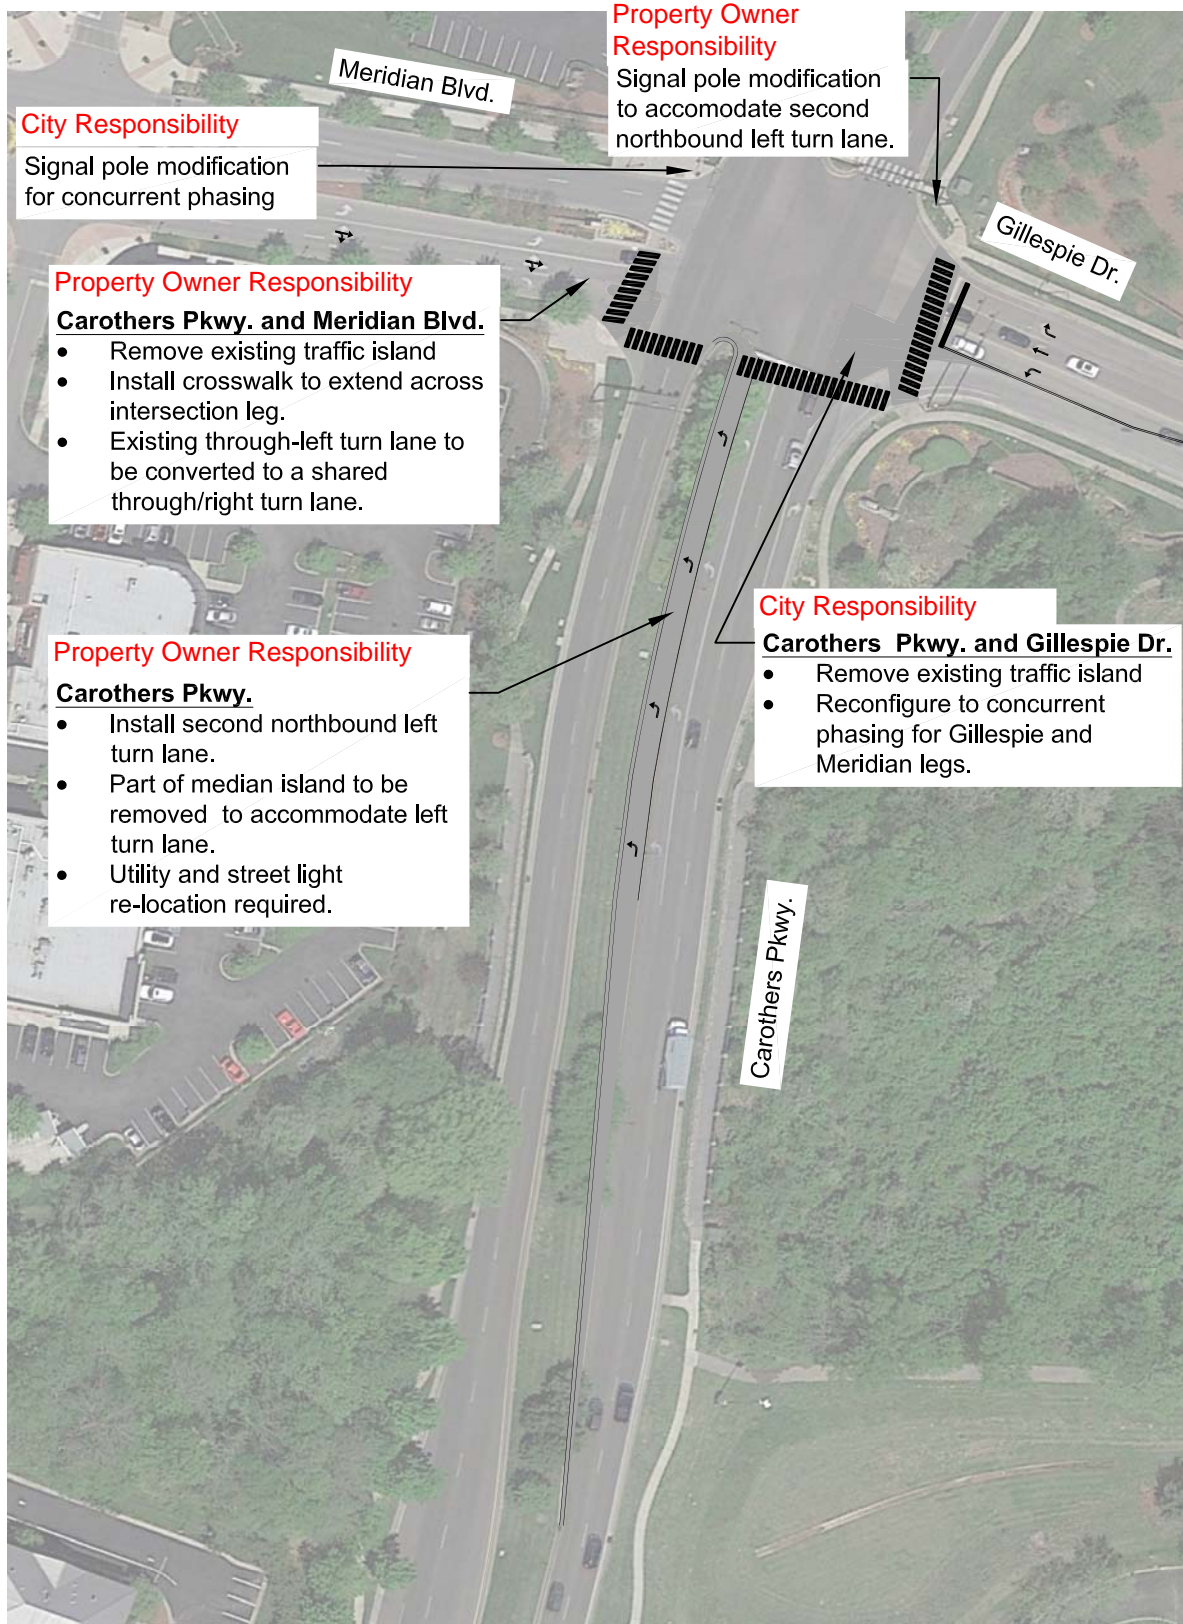 Property Owner
Responsibility
Signal pole modification
to accomodate second
northbound left turn lane.
Meridian Blvd.
City Responsibility
Signal pole modification
for concurrent phasing
Gillespie Dr.
Property Owner Responsibility
Carothers Pkwy. and Meridian Blvd.
• Remove existing traffic island
• Install crosswalk to extend across
intersection leg.
• Existing through-left turn lane to
be converted to a shared
through/right turn lane.
City Responsibility
Carothers Pkwy. and Gillespie Dr.
• Remove existing traffic island
• Reconfigure to concurrent
phasing for Gillespie and
Meridian legs.
Property Owner Responsibility
Carothers Pkwy.
• Install second northbound left
turn lane.
• Part of median island to be
removed to accommodate left
turn lane.
• Utility and street light
re-location required.
Carothers Pkwy.